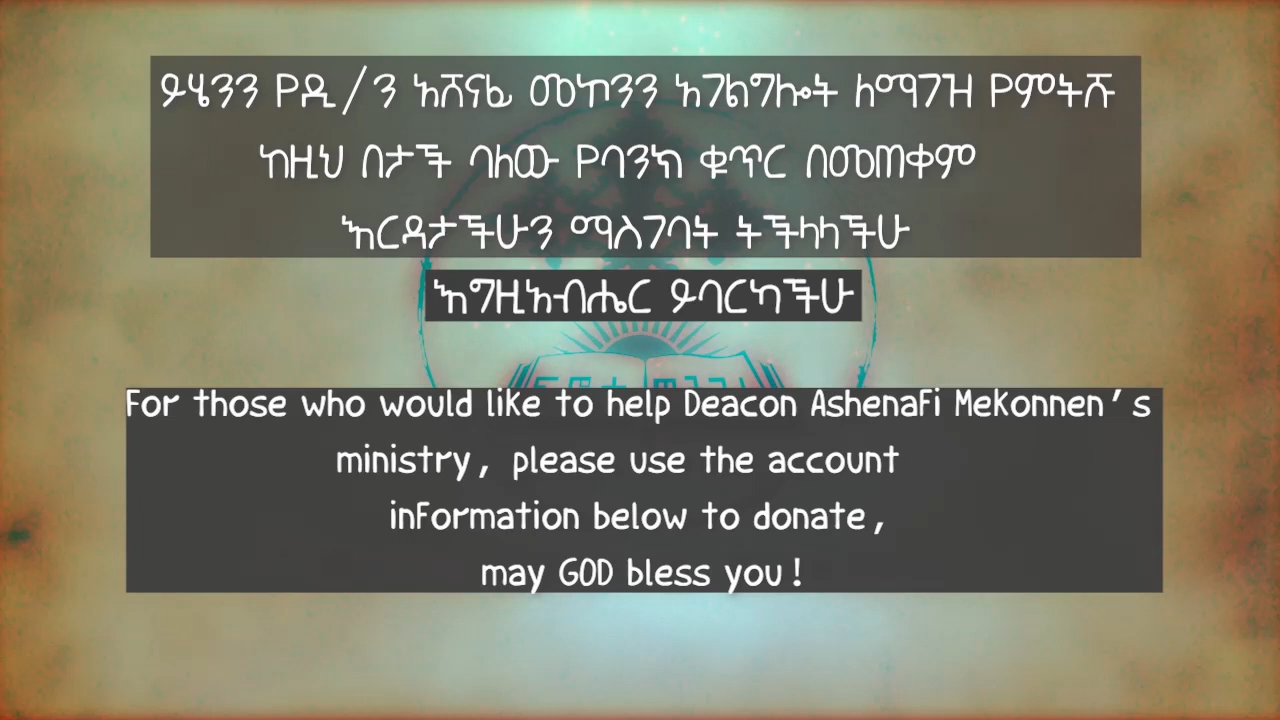 ይሄንን የዲ/ን አሸናፊ መኮንን አገልግሎት ለማገዝ የምትሹ
ከዚህ በታች ባለው የባንክ ቁጥር በመጠቀም
እርዳታችሁን ማስገባት ትችላላችሁ
እግዚአብሔር ይባርካችሁ
For those who would like to help Deacon Ashenafi Mekonnen's
ministry, please use the account
information below to donate,
may GOD bless you!